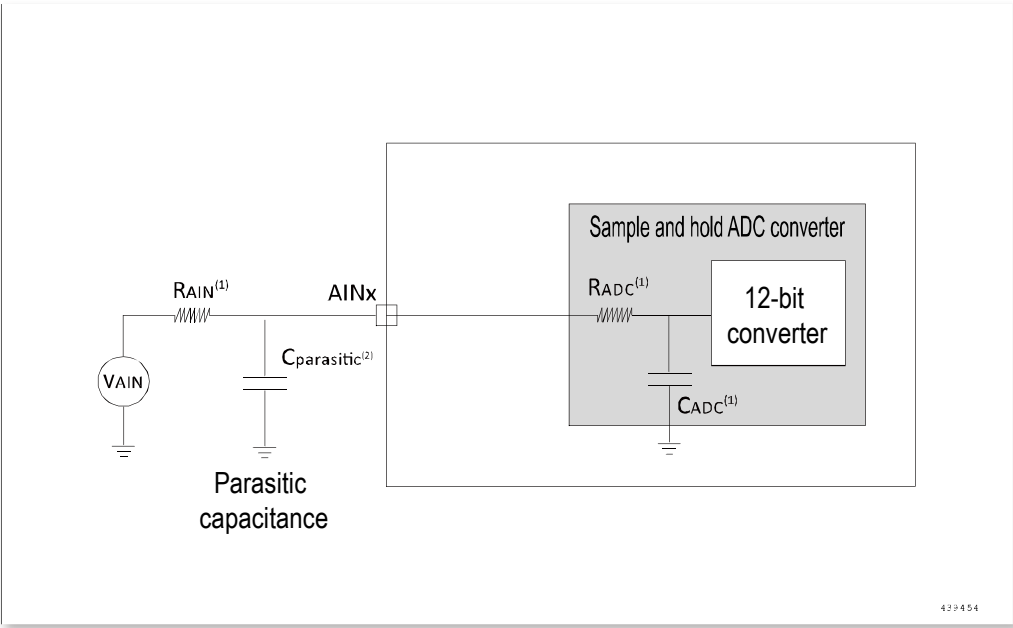 Sample and hold ADC converter
RAIN(1)
AINx
RADC(1)
12-bit
converter
Cparasitic(2)
VAIN
CADC(1)
Parasitic
capacitance
439454